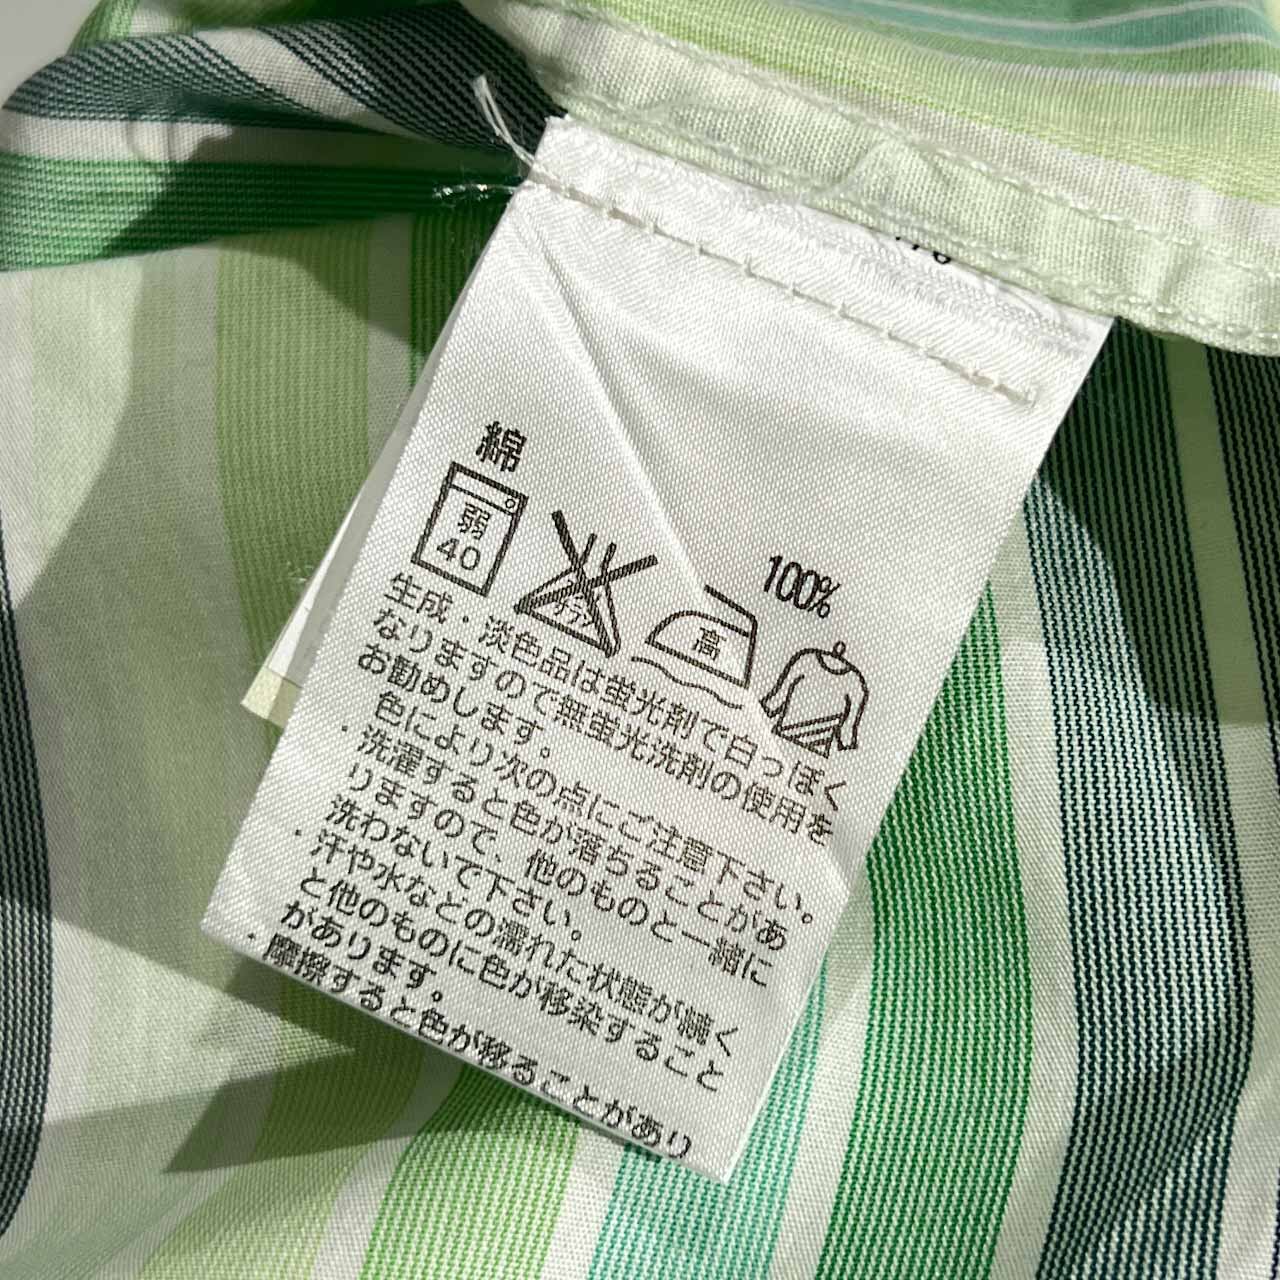 綿
100%
弱
40
高
生成・淡色品は蛍光剤で白っぽく
なりますので無蛍光洗剤の使用を
お勧めします。
色により次の点にご注意下さい。
・洗濯すると色が落ちることがあ
りますので、他のものと一緒に
洗わないで下さい。
・汗や水などの濡れた状態が続く
と他のものに色が移染すること
があります。
・摩擦すると色が移ることがあり